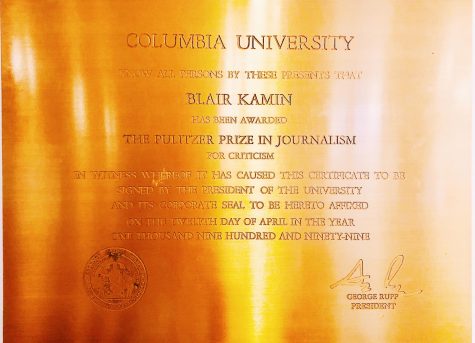 COLUMBIA UNIVERSITY
KNOW ALL PERSONS BY THESE PRESENTS THAT
BLAIR KAMIN
HAS BEEN AWARDED
THE PULITZER PRIZE IN JOURNALISM
FOR CRITICISM
IN WITNESS WHEREOF IT HAS CAUSED THIS CERTIFICATE TO BE
SIGNED BY THE PRESIDENT OF THE UNIVERSITY
AND ITS CORPORATE SEAL TO BE HERETO AFFIXED
ON THE TWELFTH DAY OF APRIL IN THE YEAR
ONE THOUSAND NINE HUNDRED AND NINETY-NINE
GEORGE RUPP
PRESIDENT